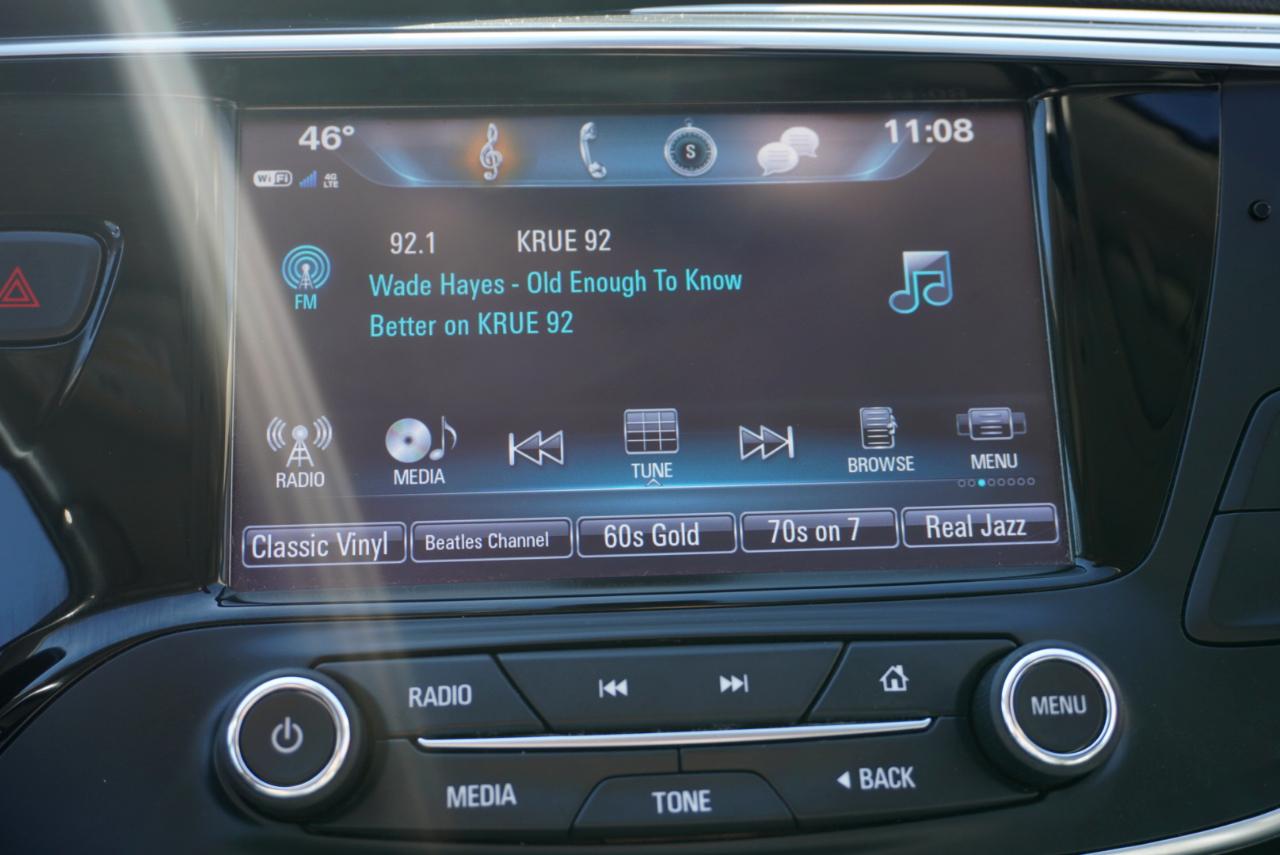 46°
11:08
S
WiFi
4G
LTE
92.1 KRUE 92
Wade Hayes - Old Enough To Know
Better on KRUE 92
FM
RADIO
MEDIA
TUNE
BROWSE
MENU
Classic Vinyl
Beatles Channel
60s Gold
70s on 7
Real Jazz
RADIO
MENU
MEDIA
TONE
BACK